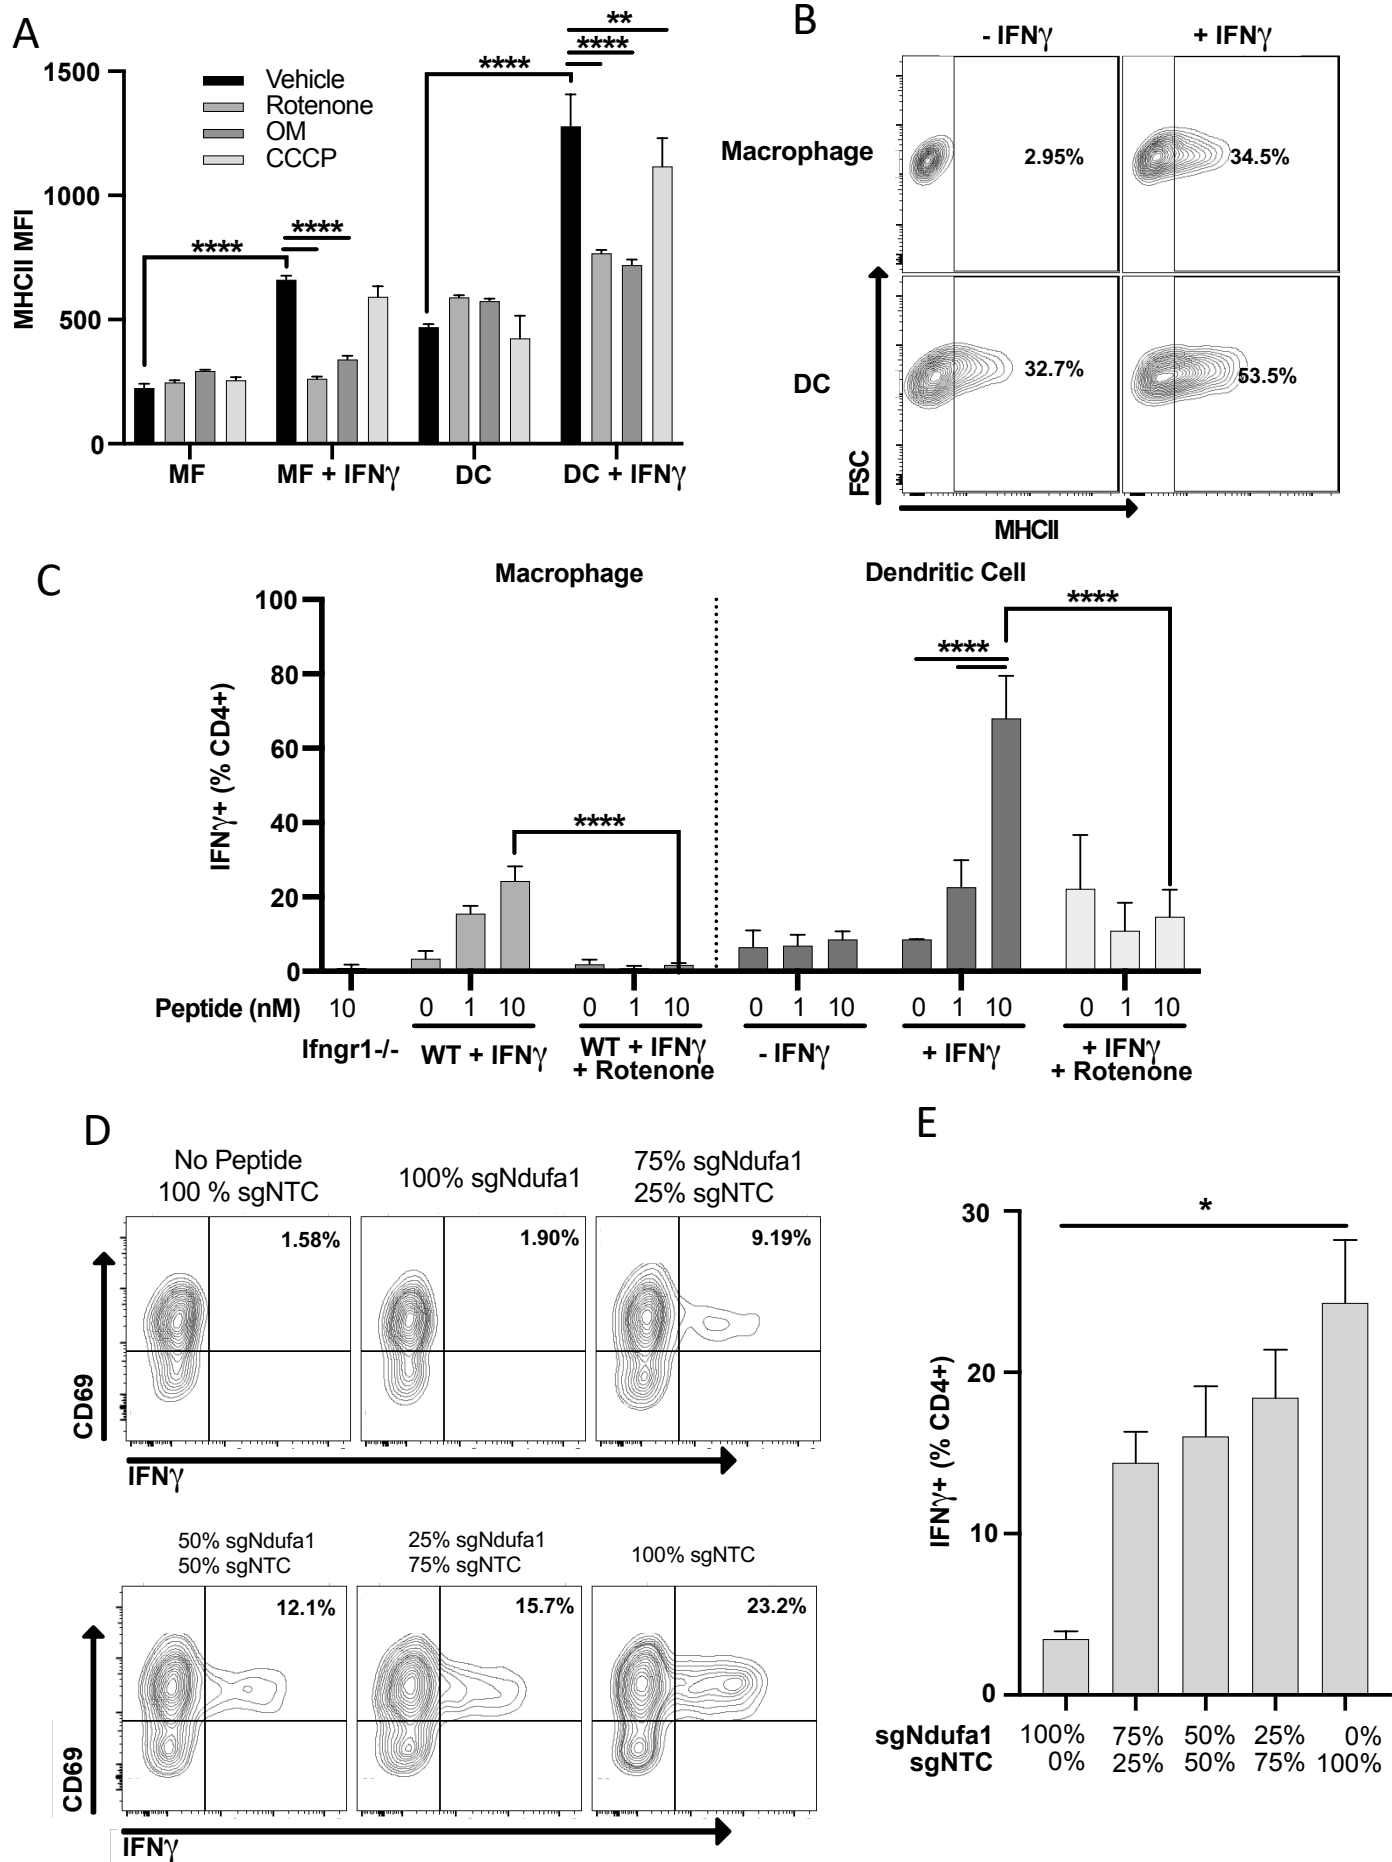 A
**
****
****
1500
1000
500
0
MHCII MFI
Vehicle
Rotenone
OM
CCCP
****
****
MF
MF + IFNγ
DC
DC + IFNγ
B
- IFNγ
+ IFNγ
Macrophage
2.95%
34.5%
DC
32.7%
53.5%
FSC
MHCII
C
Macrophage
Dendritic Cell
100
80
60
40
20
0
IFNγ+ (% CD4+)
****
****
****
Peptide (nM)
10 0 1 10 0 1 10 0 1 10 0 1 10 0 1 10
Ifngr1-/-
WT + IFNγ
WT + IFNγ
+ Rotenone
- IFNγ
+ IFNγ
+ IFNγ
+ Rotenone
D
No Peptide
100 % sgNTC
100% sgNdufa1
75% sgNdufa1
25% sgNTC
1.58%
1.90%
9.19%
CD69
IFNγ
50% sgNdufa1
50% sgNTC
25% sgNdufa1
75% sgNTC
100% sgNTC
12.1%
15.7%
23.2%
CD69
IFNγ
E
*
30
20
10
0
IFNγ+ (% CD4+)
sgNdufa1 100% 75% 50% 25% 0%
sgNTC 0% 25% 50% 75% 100%